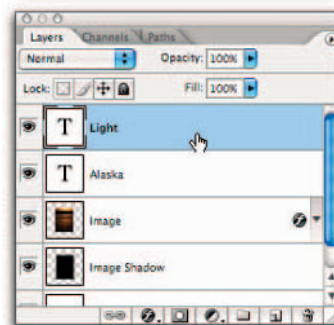 Layers Channels Paths
Normal Opacity: 100%
Lock: Fill: 100%
T Light
T Alaska
Image
Image Shadow